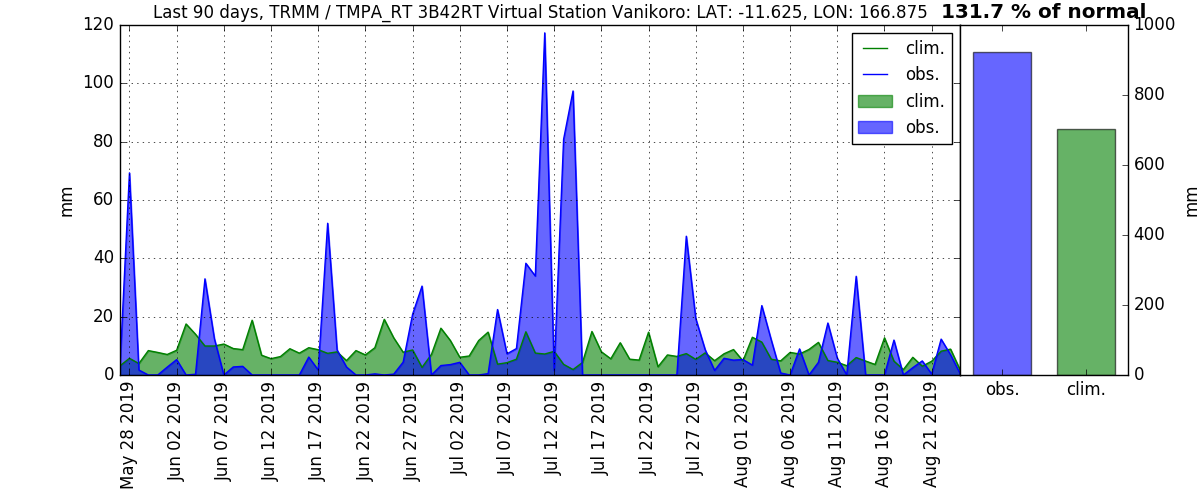 Last 90 days, TRMM / TMPA_RT 3B42RT Virtual Station Vanikoro: LAT: -11.625, LON: 166.875 131.7 % of normal
120
100
80
60
40
20
0
mm
clim.
obs.
clim.
obs.
1000
800
600
400
200
0
mm
May 28 2019
Jun 02 2019
Jun 07 2019
Jun 12 2019
Jun 17 2019
Jun 22 2019
Jun 27 2019
Jul 02 2019
Jul 07 2019
Jul 12 2019
Jul 17 2019
Jul 22 2019
Jul 27 2019
Aug 01 2019
Aug 06 2019
Aug 11 2019
Aug 16 2019
Aug 21 2019
obs.
clim.